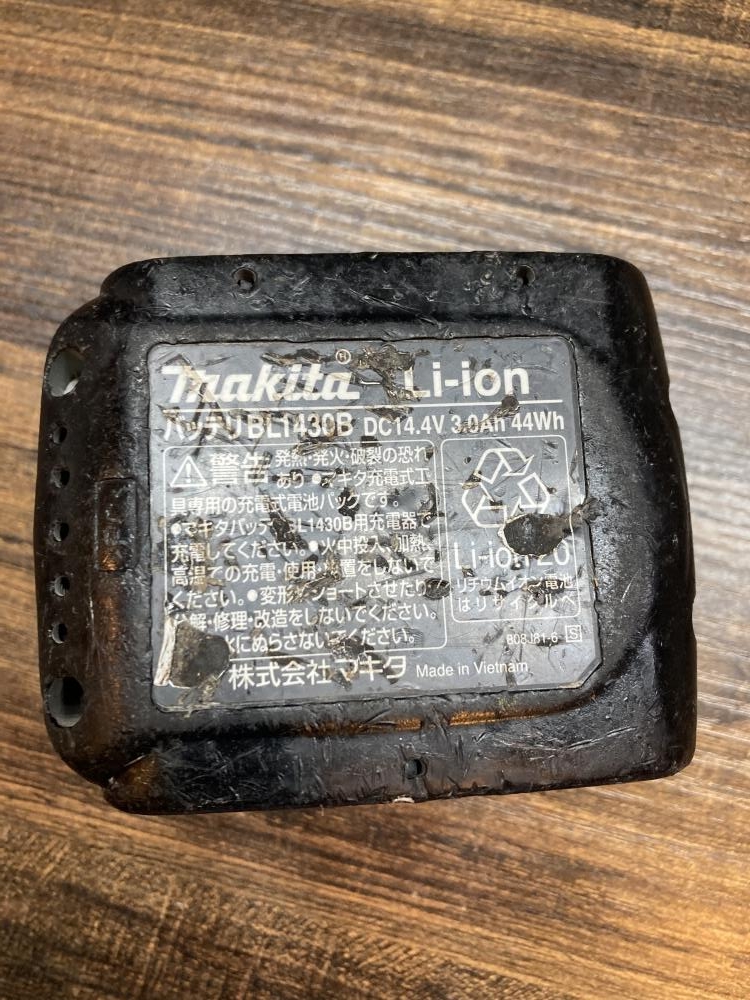 makita® Li-ion
バッテリ BL1430B DC14.4V 3.0Ah 44Wh
警告 発熱・発火・破裂の恐れ
あり ●マキタ充電式工
具専用の充電式電池パックです。
●マキタバッテ BL1430B用充電器で
充電してください。●火中投入、加熱、
高温での充電・使用・放置をしないで
ください。●変形やショートさせたり
分解・修理・改造をしないでください。
水にぬらさないでください。
株式会社マキタ Made in Vietnam
Li-ion 20
リチウムイオン電池
はリサイクルへ
808J81-6 S